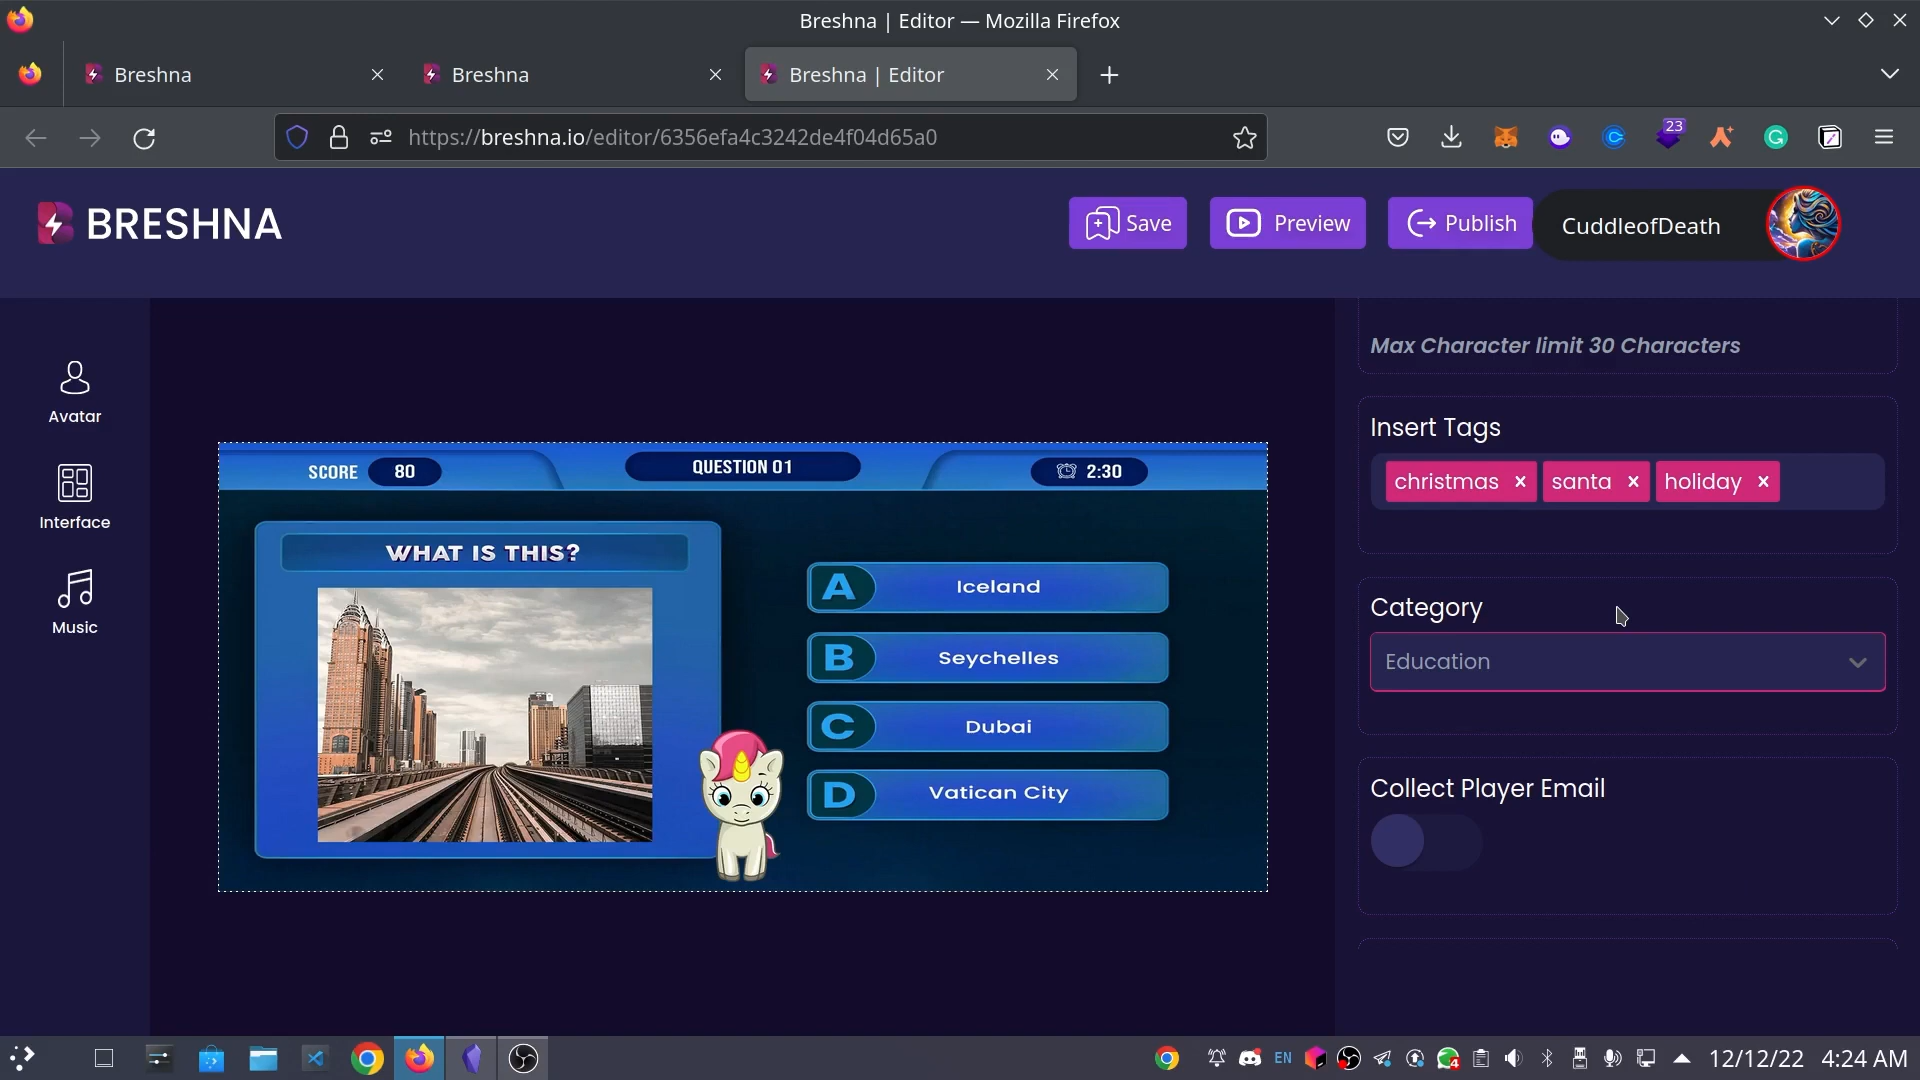 Breshna | Editor — Mozilla Firefox
Breshna
Breshna
Breshna | Editor
https://breshna.io/editor/6356efa4c3242de4f04d65a0
23
BRESHNA
Save
Preview
Publish
CuddleofDeath
Avatar
Interface
Music
SCORE 80
QUESTION 01
2:30
WHAT IS THIS?
A Iceland
B Seychelles
C Dubai
D Vatican City
Max Character limit 30 Characters
Insert Tags
christmas × santa × holiday ×
Category
Education
Collect Player Email
EN
4
12/12/22 4:24 AM